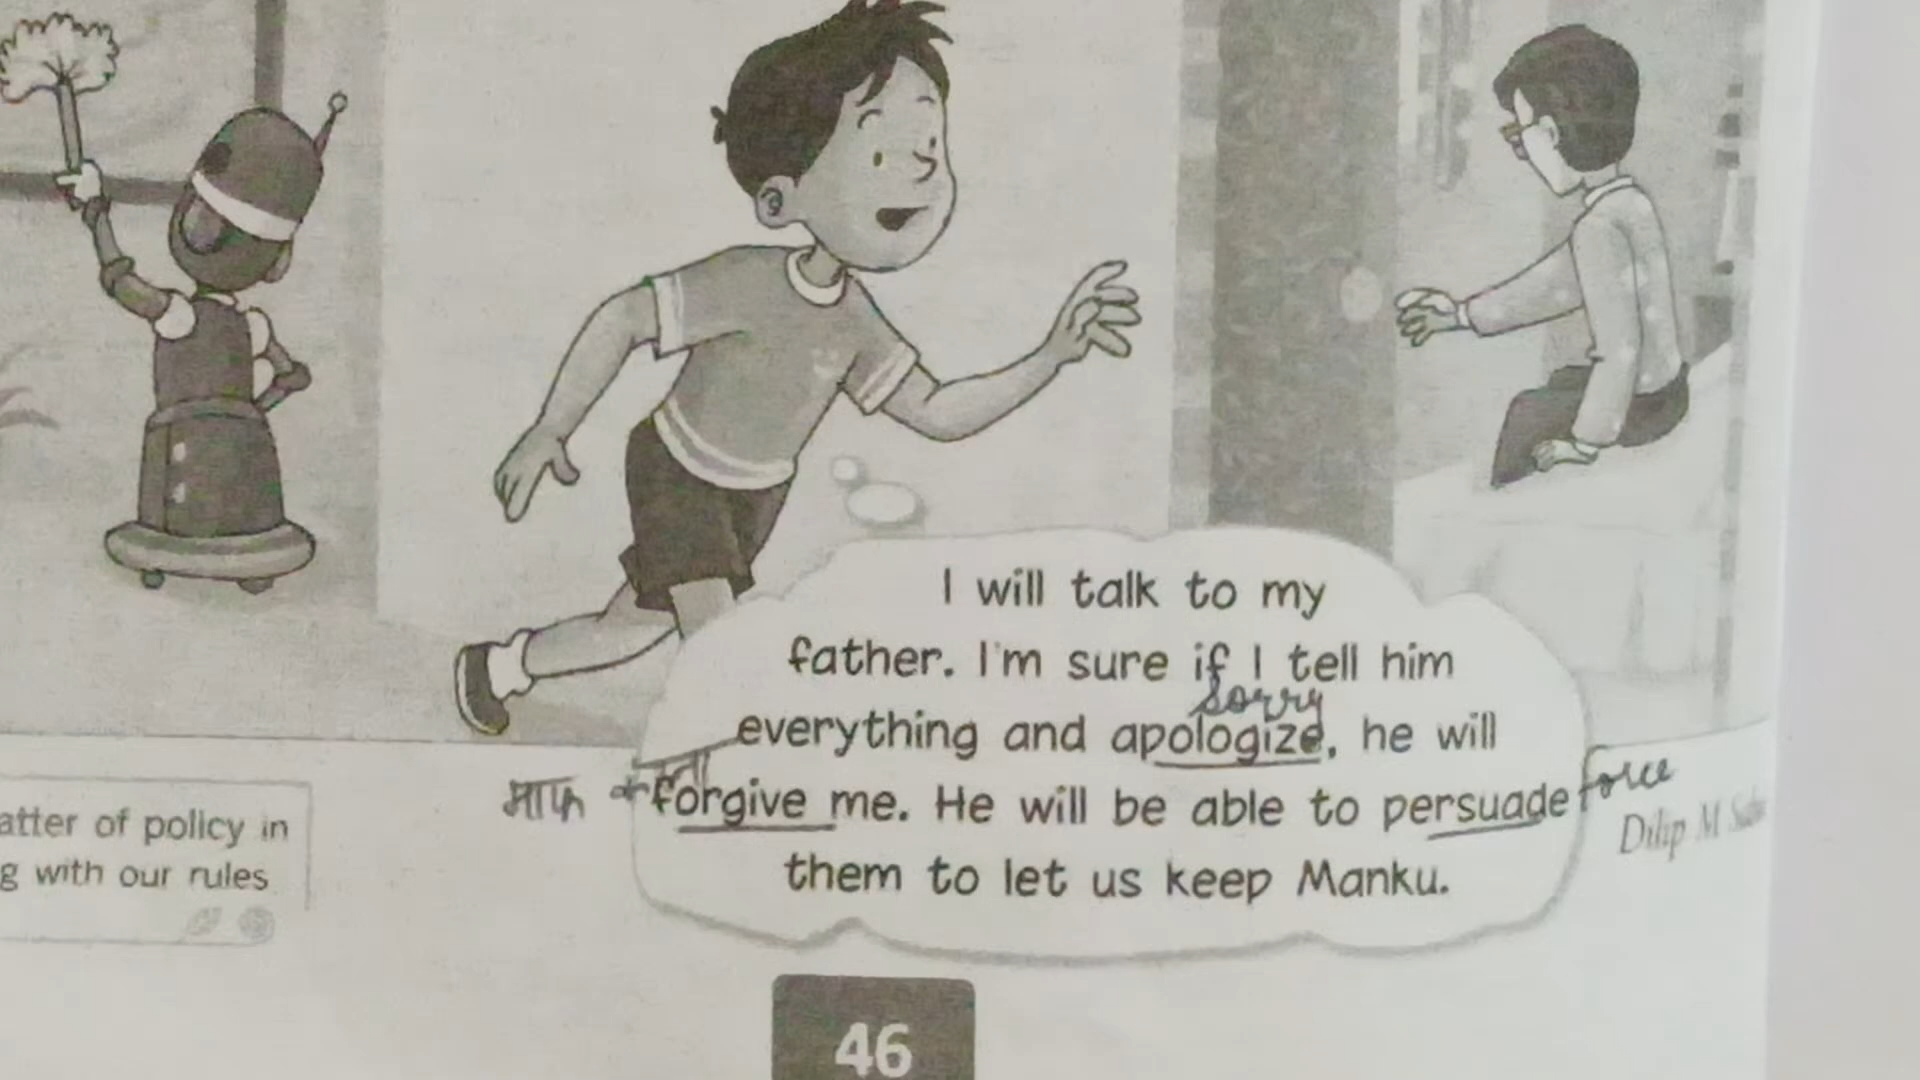 I will talk to my
father. I'm sure if I tell him
sorry
everything and apologize, he will
माफ
forgive me. He will be able to persuade
force
Dilip M
them to let us keep Manku.
atter of policy in
g with our rules
46